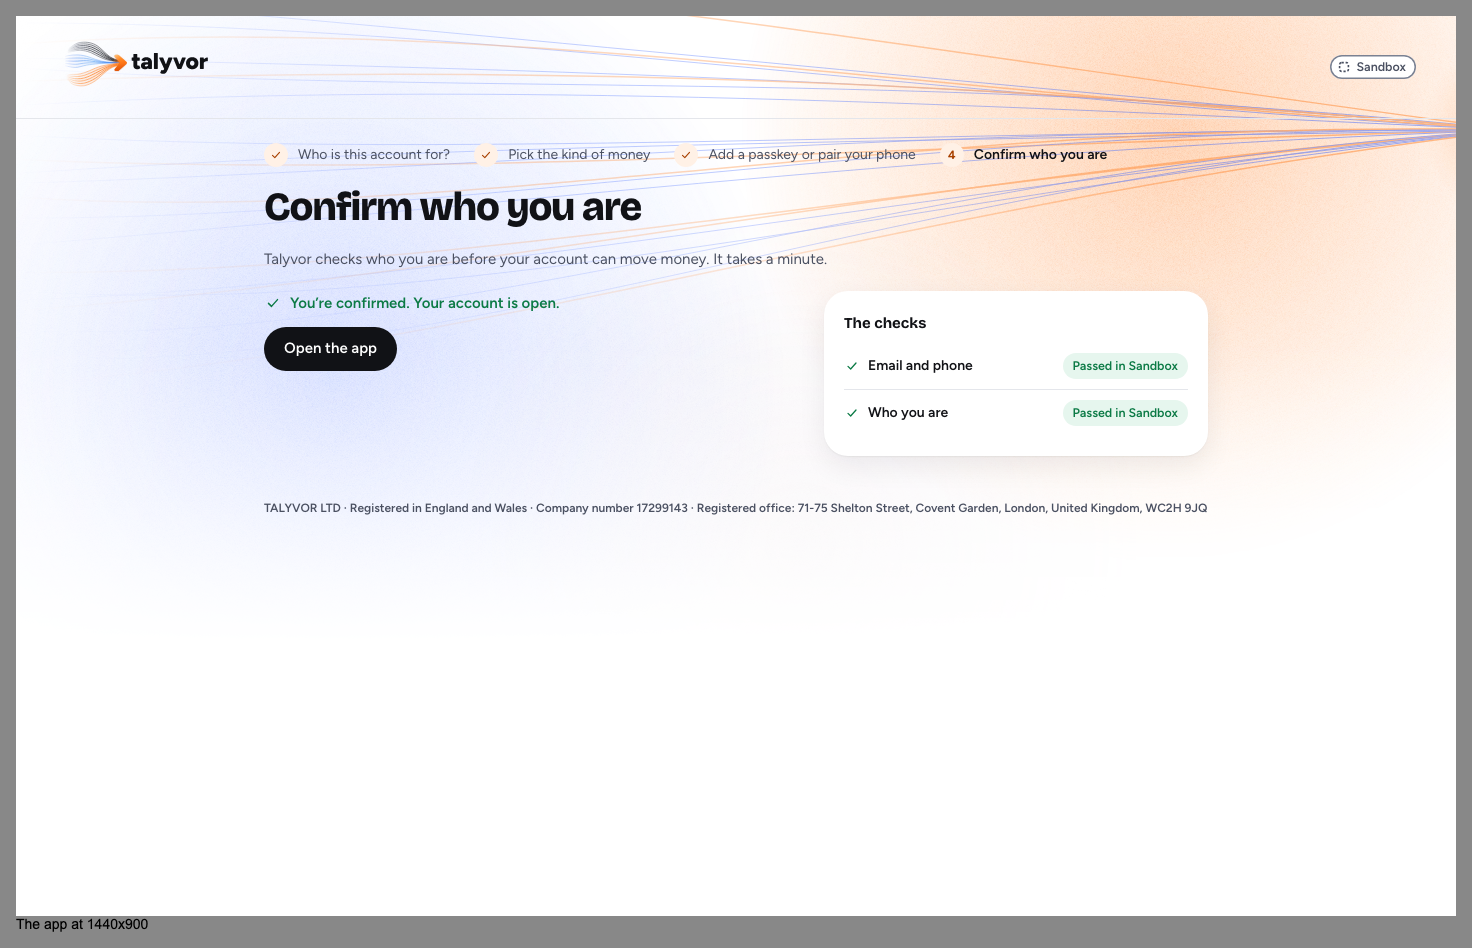 talyvor
Sandbox
Who is this account for?
Pick the kind of money
Add a passkey or pair your phone
4 Confirm who you are
Confirm who you are
Talyvor checks who you are before your account can move money. It takes a minute.
You’re confirmed. Your account is open.
Open the app
The checks
Email and phone Passed in Sandbox
Who you are Passed in Sandbox
TALYVOR LTD · Registered in England and Wales · Company number 17299143 · Registered office: 71-75 Shelton Street, Covent Garden, London, United Kingdom, WC2H 9JQ
The app at 1440x900